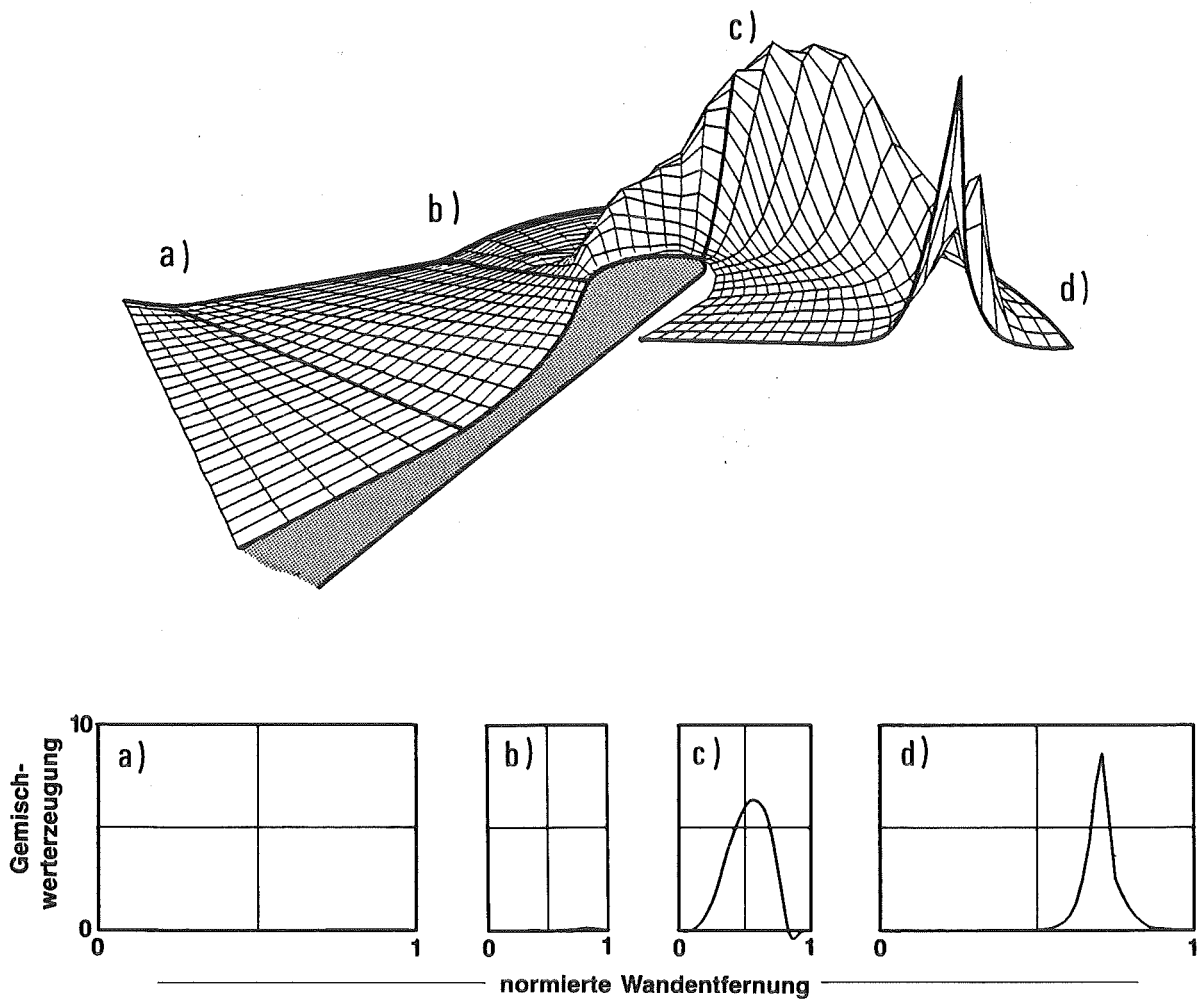 c)
b)
a)
d)
Gemisch-
werterzeugung
10
0
a)
b)
c)
d)
0
1
0
1
0
1
0
1
normierte Wandentfernung